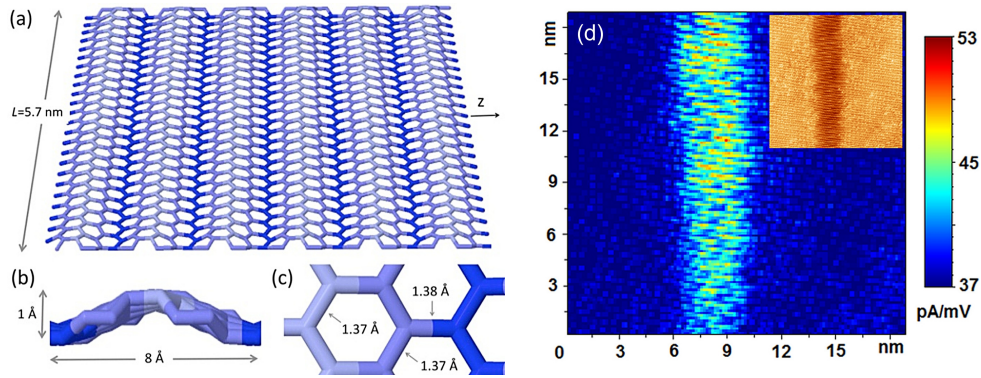 (a)
L=5.7 nm
z
(b)
1 Å
8 Å
(c)
1.38 Å
1.37 Å
1.37 Å
(d)
nm
15
12
9
6
3
0
3
6
9
12
15
nm
53
45
37
pA/mV